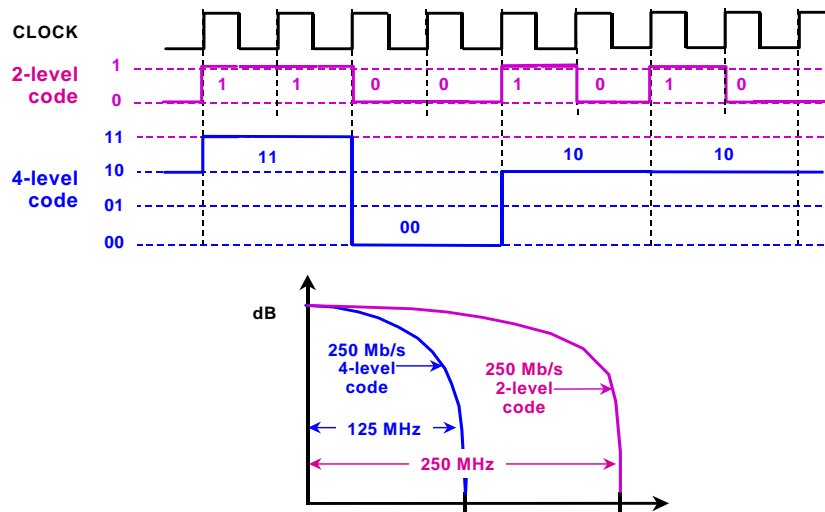 CLOCK
2-level
code
1
0
1 1 0 0 1 0 1 0
4-level
code
11
10
01
00
11
00
10
10
dB
250 Mb/s
4-level
code
250 Mb/s
2-level
code
125 MHz
250 MHz